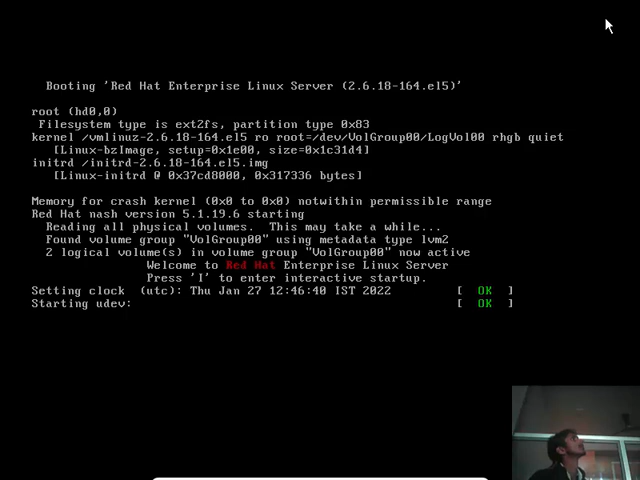 Booting 'Red Hat Enterprise Linux Server (2.6.18-164.el5)'
root (hd0,0)
Filesystem type is ext2fs, partition type 0x83
kernel /vmlinuz-2.6.18-164.el5 ro root=/dev/VolGroup00/LogVol00 rhgb quiet
[Linux-bzImage, setup=0x1e00, size=0x1c31d4]
initrd /initrd-2.6.18-164.el5.img
[Linux-initrd @ 0x37cd8000, 0x317336 bytes]
Memory for crash kernel (0x0 to 0x0) notwithin permissible range
Red Hat nash version 5.1.19.6 starting
Reading all physical volumes.  This may take a while...
Found volume group "VolGroup00" using metadata type lvm2
2 logical volume(s) in volume group "VolGroup00" now active
Welcome to Red Hat Enterprise Linux Server
Press 'I' to enter interactive startup.
Setting clock  (utc): Thu Jan 27 12:46:40 IST 2022 [  OK  ]
Starting udev: [  OK  ]